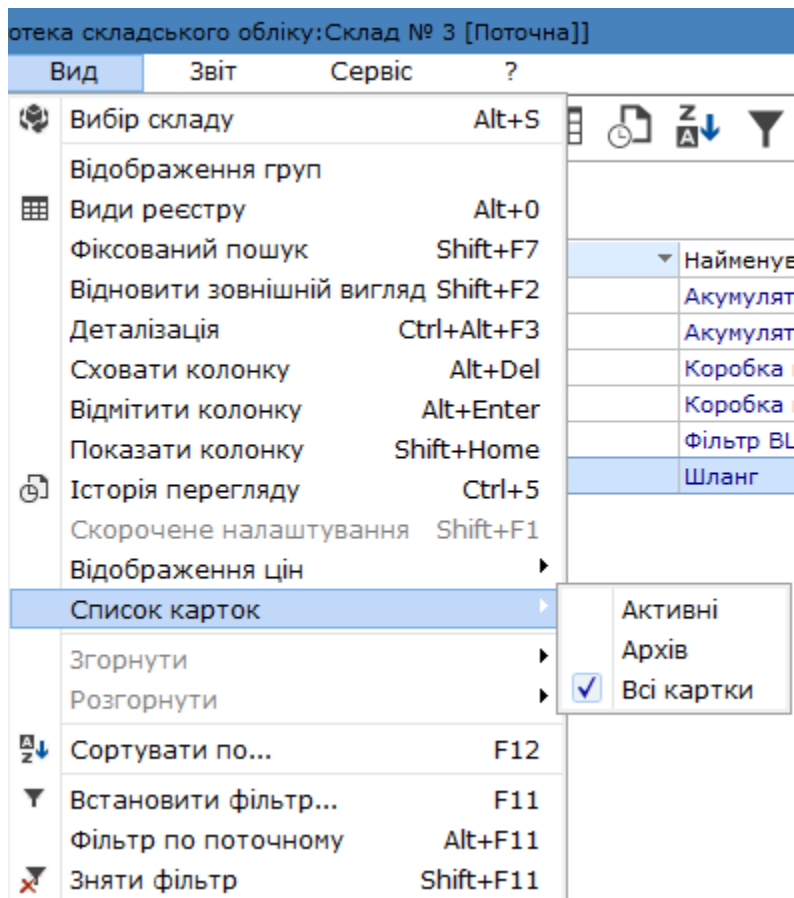 отека складського обліку:Склад № 3 [Поточна]]
Вид Звіт Сервіс ?
Вибір складу Alt+S
Відображення груп
Види реєстру Alt+0
Фіксований пошук Shift+F7
Відновити зовнішній вигляд Shift+F2
Деталізація Ctrl+Alt+F3
Сховати колонку Alt+Del
Відмітити колонку Alt+Enter
Показати колонку Shift+Home
Історія перегляду Ctrl+5
Скорочене налаштування Shift+F1
Відображення цін
Список карток
Згорнути
Розгорнути
Сортувати по... F12
Встановити фільтр... F11
Фільтр по поточному Alt+F11
Зняти фільтр Shift+F11
Активні
Архів
Всі картки
Найменув
Акумулят
Акумулят
Коробка
Коробка
Фільтр ВЦ
Шланг